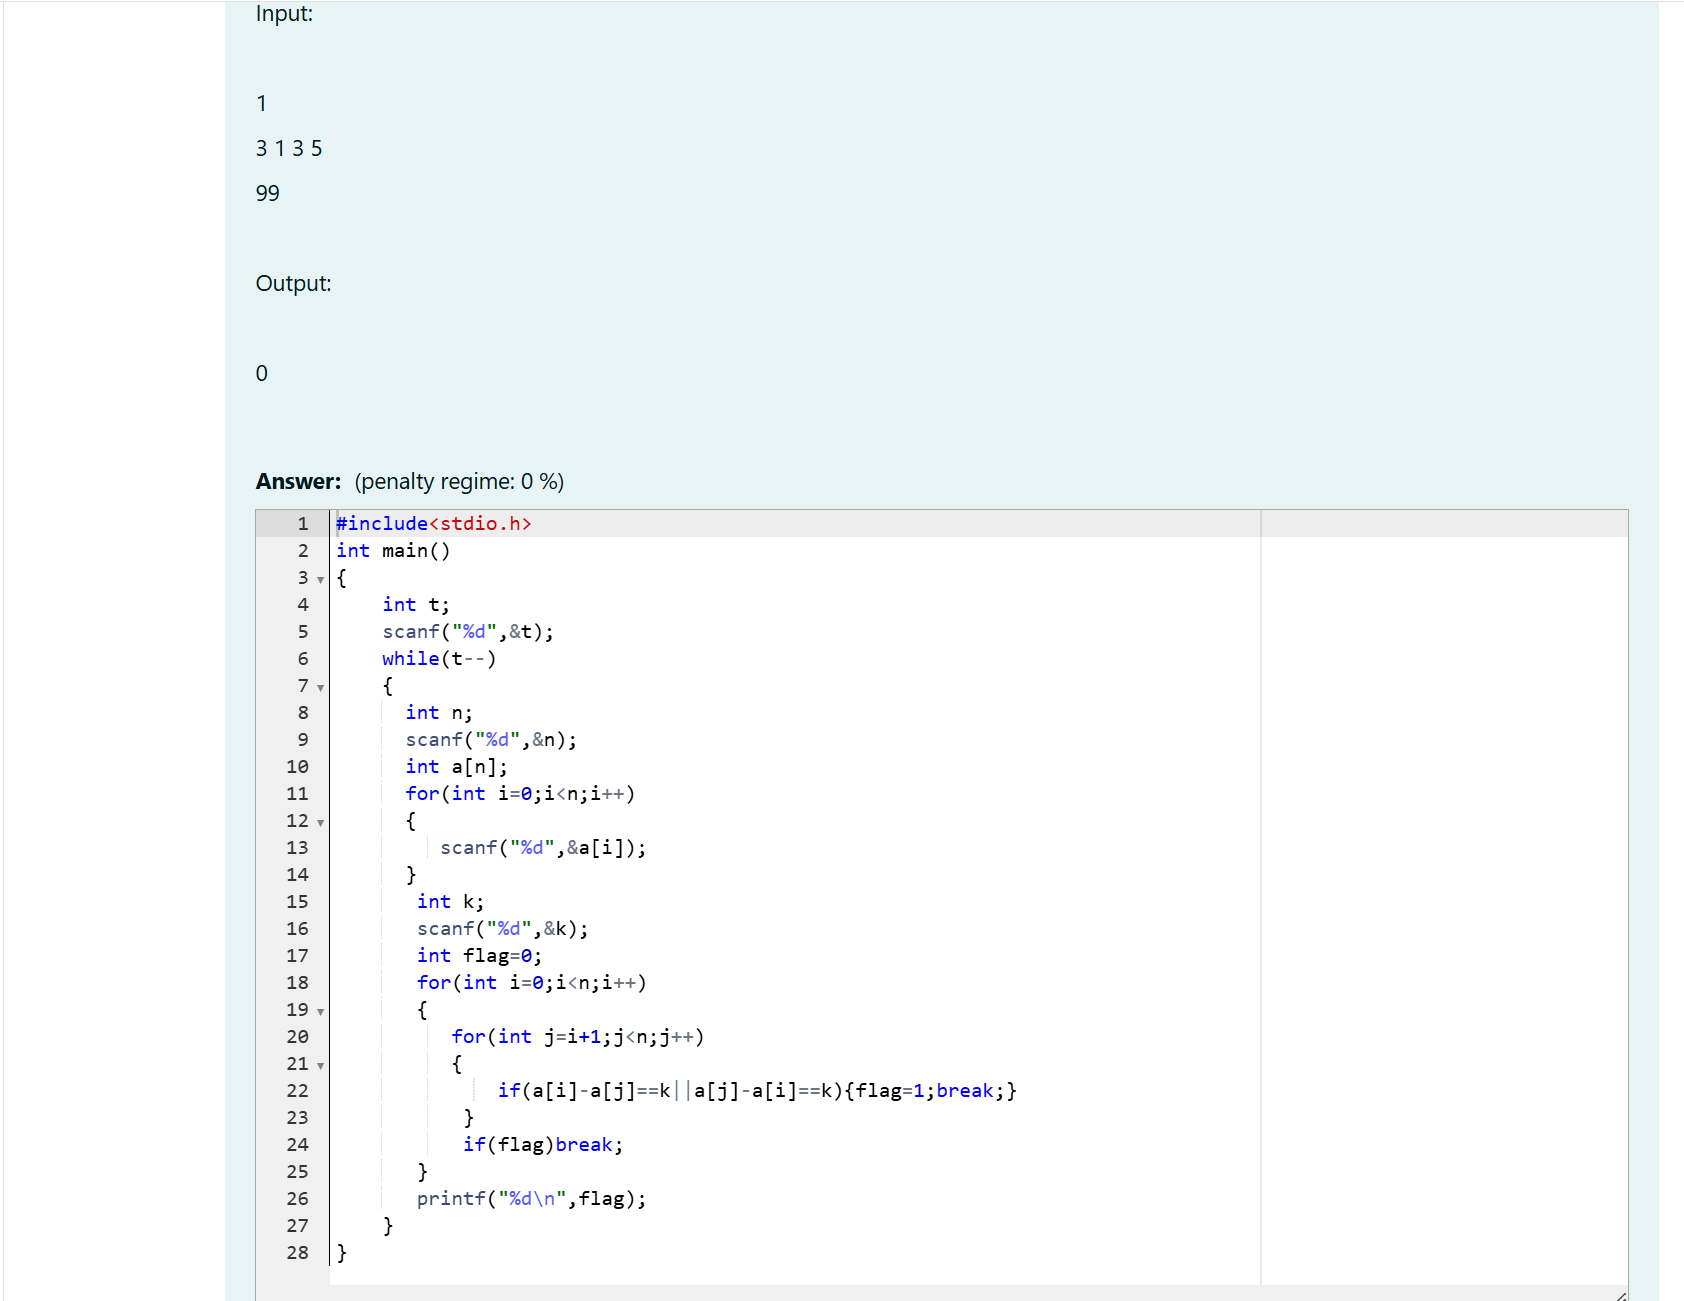 Input:
1
3 1 3 5
99
Output:
0
Answer: (penalty regime: 0 %)
1 #include<stdio.h>
2 int main()
3 {
4     int t;
5     scanf("%d",&t);
6     while(t--)
7     {
8       int n;
9       scanf("%d",&n);
10       int a[n];
11       for(int i=0;i<n;i++)
12       {
13          scanf("%d",&a[i]);
14       }
15        int k;
16        scanf("%d",&k);
17        int flag=0;
18        for(int i=0;i<n;i++)
19        {
20           for(int j=i+1;j<n;j++)
21           {
22               if(a[i]-a[j]==k||a[j]-a[i]==k){flag=1;break;}
23            }
24            if(flag)break;
25        }
26        printf("%d\n",flag);
27     }
28 }